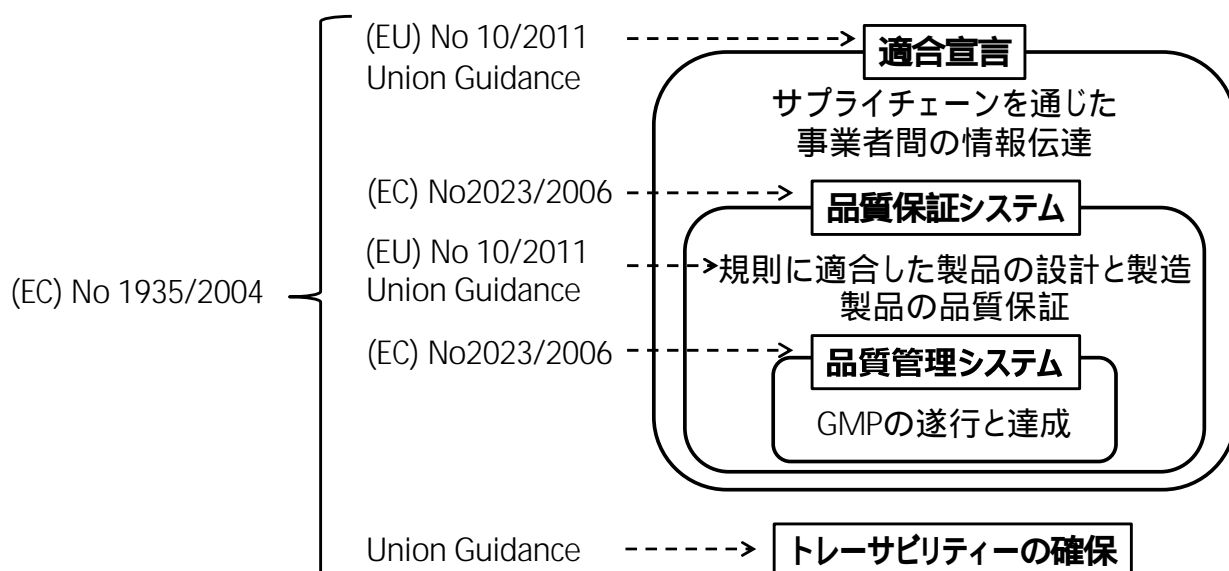 (EU) No 10/2011
Union Guidance
適合宣言
サプライチェーンを通じた
事業者間の情報伝達
(EC) No2023/2006
品質保証システム
(EU) No 10/2011
Union Guidance
規則に適合した製品の設計と製造
製品の品質保証
(EC) No 1935/2004
(EC) No2023/2006
品質管理システム
GMPの遂行と達成
Union Guidance
トレーサビリティーの確保